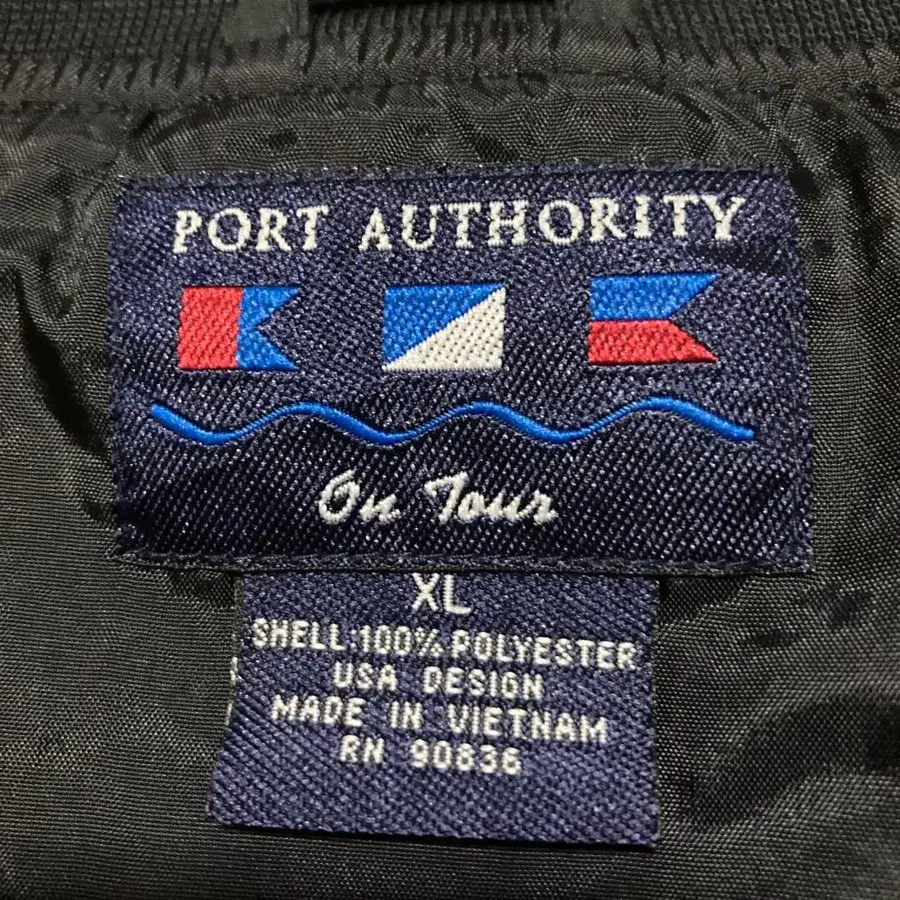 PORT AUTHORITY
On Tour
XL
SHELL:100% POLYESTER
USA DESIGN
MADE IN VIETNAM
RN 90836